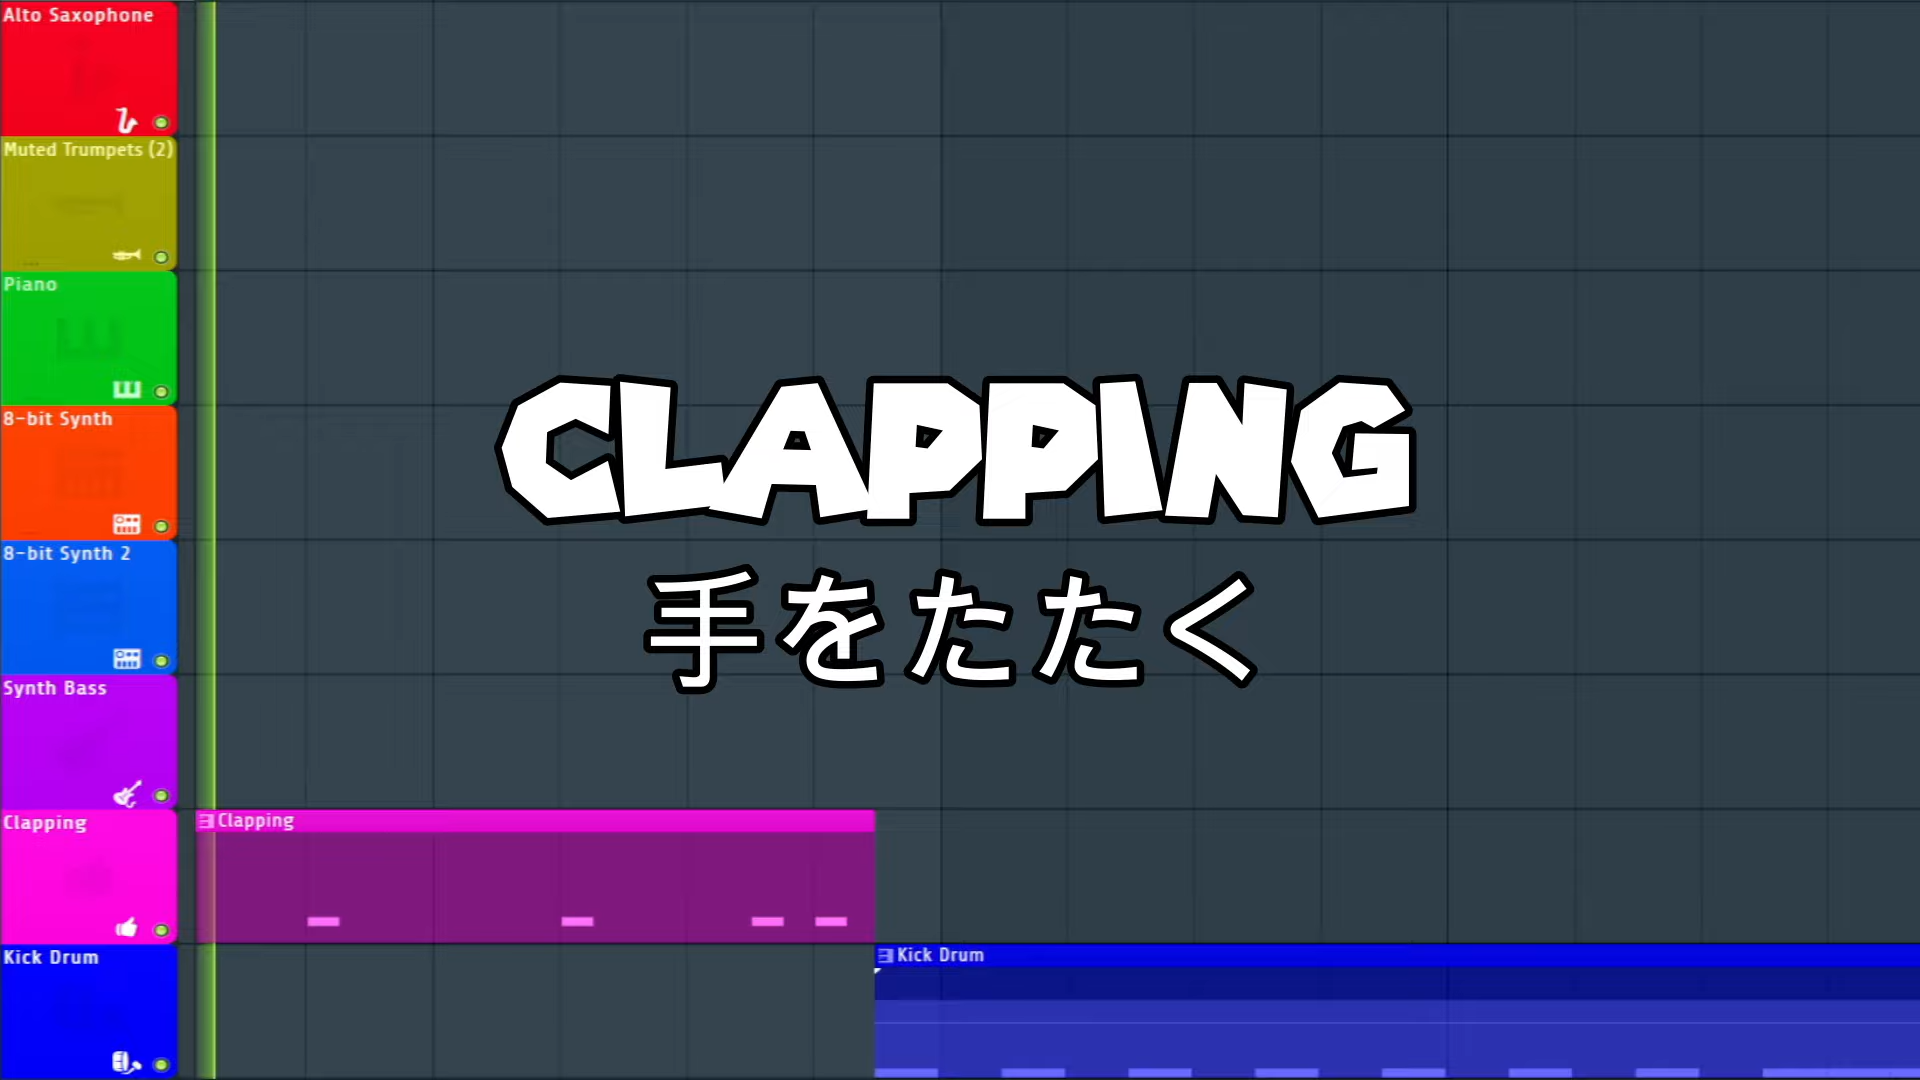 Alto Saxophone
Muted Trumpets (2)
Piano
8-bit Synth
CLAPPING
8-bit Synth 2
手をたたく
Synth Bass
Clapping
Clapping
Kick Drum
Kick Drum